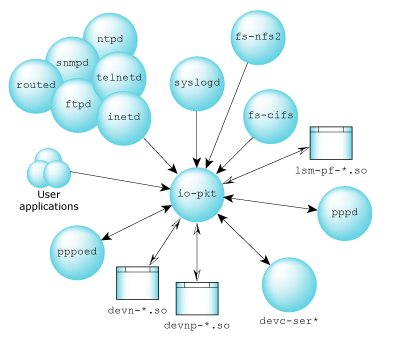 ntpd
fs-nfs2
snmpd
telnetd
routed
syslogd
ftpd
inetd
fs-cifs
lsm-pf-*.so
io-pkt
User
applications
pppd
pppoed
devn-*.so
devnp-*.so
devc-ser*